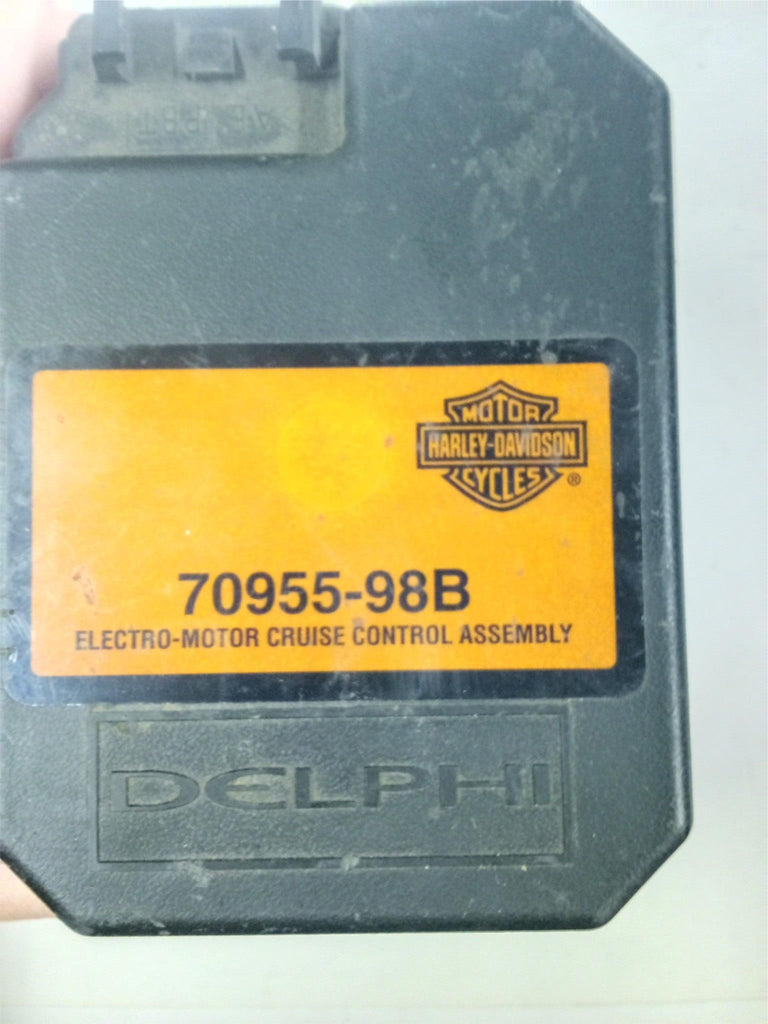 MOTOR
HARLEY-DAVIDSON
CYCLES
®
70955-98B
ELECTRO-MOTOR CRUISE CONTROL ASSEMBLY
DELPHI